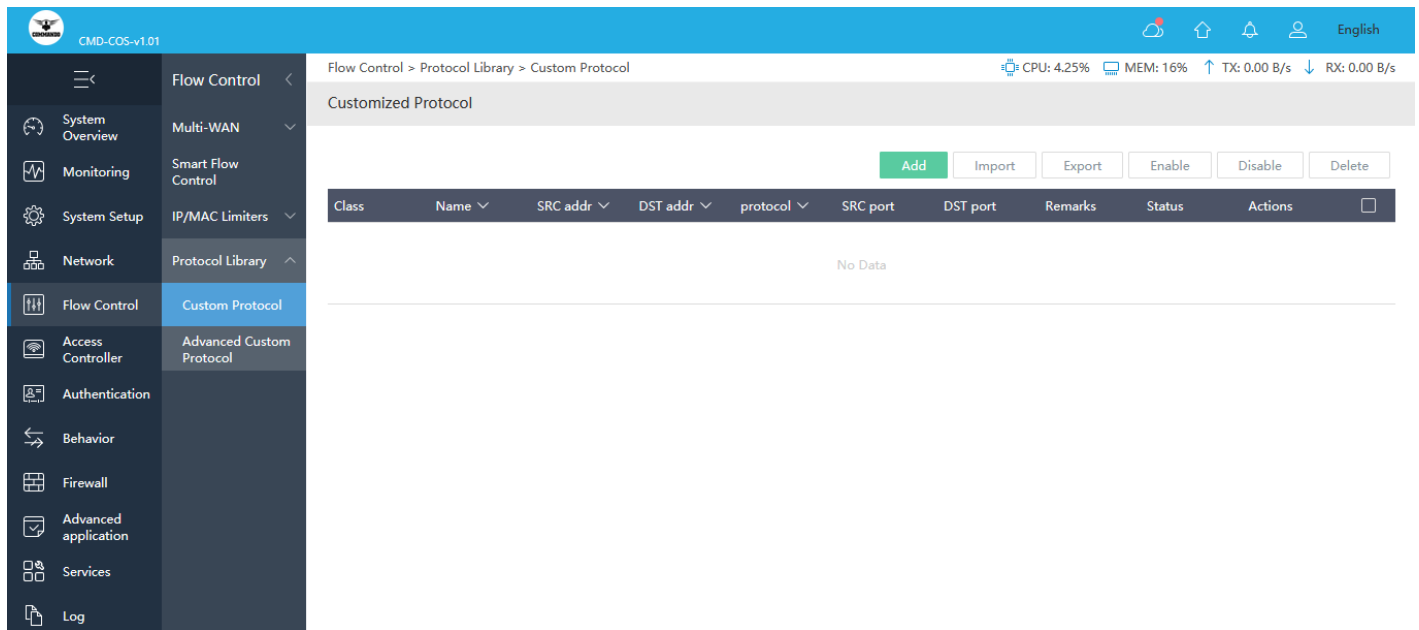 COMMANDO
CMD-COS-v1.01
English
Flow Control
Flow Control > Protocol Library > Custom Protocol
CPU: 4.25%
MEM: 16%
TX: 0.00 B/s
RX: 0.00 B/s
Customized Protocol
System
Overview
Monitoring
System Setup
Network
Flow Control
Access
Controller
Authentication
Behavior
Firewall
Advanced
application
Services
Log
Multi-WAN
Smart Flow
Control
IP/MAC Limiters
Protocol Library
Custom Protocol
Advanced Custom
Protocol
Add
Import
Export
Enable
Disable
Delete
Class
Name
SRC addr
DST addr
protocol
SRC port
DST port
Remarks
Status
Actions
No Data